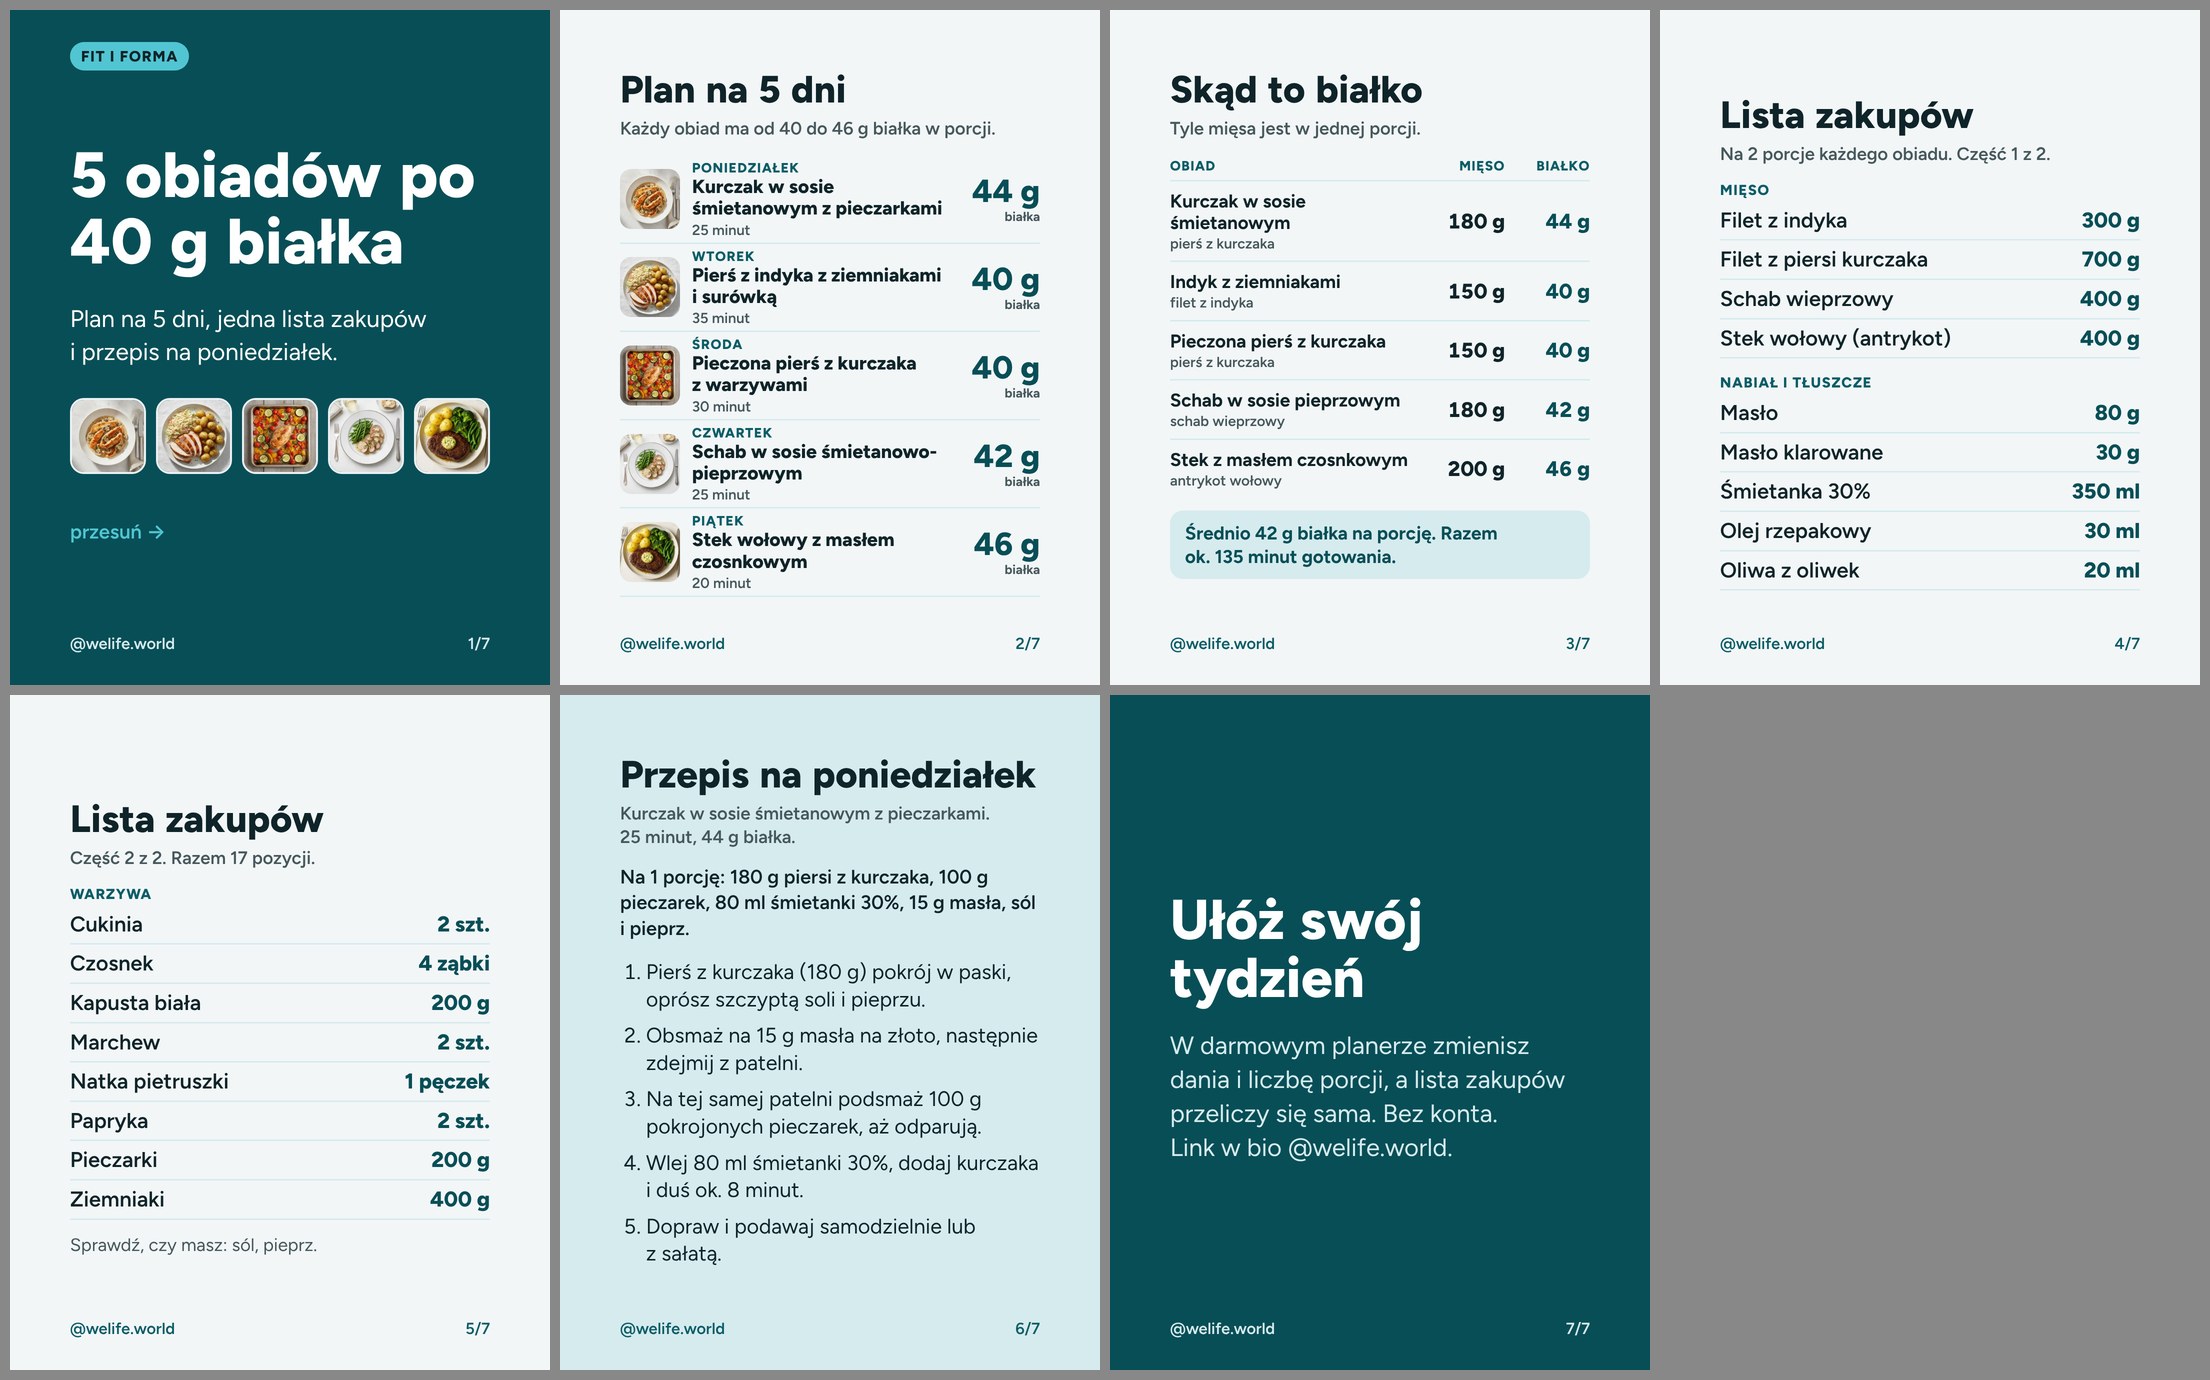 FIT I FORMA
5 obiadów po
40 g białka
Plan na 5 dni, jedna lista zakupów
i przepis na poniedziałek.
przesuń →
@welife.world 1/7
Plan na 5 dni
Każdy obiad ma od 40 do 46 g białka w porcji.
PONIEDZIAŁEK
Kurczak w sosie
śmietanowym z pieczarkami
25 minut
44 g
białka
WTOREK
Pierś z indyka z ziemniakami
i surówką
35 minut
40 g
białka
ŚRODA
Pieczona pierś z kurczaka
z warzywami
30 minut
40 g
białka
CZWARTEK
Schab w sosie śmietanowo-
pieprzowym
25 minut
42 g
białka
PIĄTEK
Stek wołowy z masłem
czosnkowym
20 minut
46 g
białka
@welife.world 2/7
Skąd to białko
Tyle mięsa jest w jednej porcji.
OBIAD MIĘSO BIAŁKO
Kurczak w sosie
śmietanowym
pierś z kurczaka
180 g 44 g
Indyk z ziemniakami
filet z indyka
150 g 40 g
Pieczona pierś z kurczaka
pierś z kurczaka
150 g 40 g
Schab w sosie pieprzowym
schab wieprzowy
180 g 42 g
Stek z masłem czosnkowym
antrykot wołowy
200 g 46 g
Średnio 42 g białka na porcję. Razem
ok. 135 minut gotowania.
@welife.world 3/7
Lista zakupów
Na 2 porcje każdego obiadu. Część 1 z 2.
MIĘSO
Filet z indyka 300 g
Filet z piersi kurczaka 700 g
Schab wieprzowy 400 g
Stek wołowy (antrykot) 400 g
NABIAŁ I TŁUSZCZE
Masło 80 g
Masło klarowane 30 g
Śmietanka 30% 350 ml
Olej rzepakowy 30 ml
Oliwa z oliwek 20 ml
@welife.world 4/7
Lista zakupów
Część 2 z 2. Razem 17 pozycji.
WARZYWA
Cukinia 2 szt.
Czosnek 4 ząbki
Kapusta biała 200 g
Marchew 2 szt.
Natka pietruszki 1 pęczek
Papryka 2 szt.
Pieczarki 200 g
Ziemniaki 400 g
Sprawdź, czy masz: sól, pieprz.
@welife.world 5/7
Przepis na poniedziałek
Kurczak w sosie śmietanowym z pieczarkami.
25 minut, 44 g białka.
Na 1 porcję: 180 g piersi z kurczaka, 100 g
pieczarek, 80 ml śmietanki 30%, 15 g masła, sól
i pieprz.
1. Pierś z kurczaka (180 g) pokrój w paski,
oprósz szczyptą soli i pieprzu.
2. Obsmaż na 15 g masła na złoto, następnie
zdejmij z patelni.
3. Na tej samej patelni podsmaż 100 g
pokrojonych pieczarek, aż odparują.
4. Wlej 80 ml śmietanki 30%, dodaj kurczaka
i duś ok. 8 minut.
5. Dopraw i podawaj samodzielnie lub
z sałatą.
@welife.world 6/7
Ułóż swój
tydzień
W darmowym planerze zmienisz
dania i liczbę porcji, a lista zakupów
przeliczy się sama. Bez konta.
Link w bio @welife.world.
@welife.world 7/7